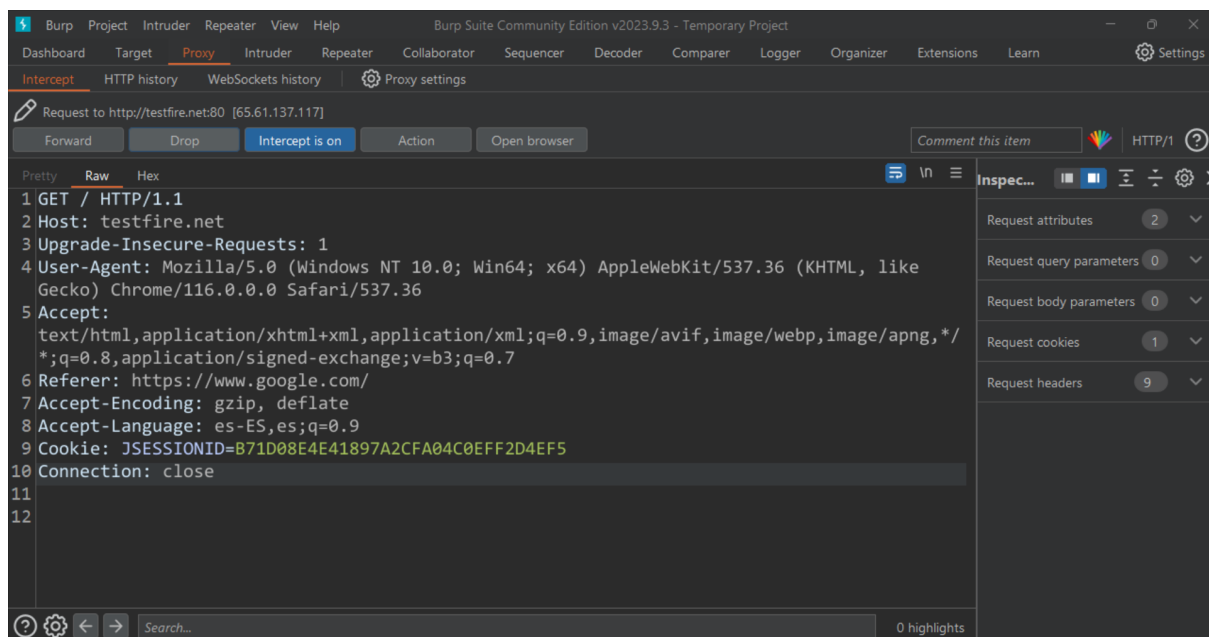 Burp Project Intruder Repeater View Help Burp Suite Community Edition v2023.9.3 - Temporary Project
Dashboard Target Proxy Intruder Repeater Collaborator Sequencer Decoder Comparer Logger Organizer Extensions Learn Settings
Intercept HTTP history WebSockets history Proxy settings
Request to http://testfire.net:80 [65.61.137.117]
Forward Drop Intercept is on Action Open browser Comment this item HTTP/1 ?
Pretty Raw Hex \n Inspec...
1 GET / HTTP/1.1
2 Host: testfire.net
3 Upgrade-Insecure-Requests: 1
4 User-Agent: Mozilla/5.0 (Windows NT 10.0; Win64; x64) AppleWebKit/537.36 (KHTML, like
Gecko) Chrome/116.0.0.0 Safari/537.36
5 Accept:
text/html,application/xhtml+xml,application/xml;q=0.9,image/avif,image/webp,image/apng,*/
*;q=0.8,application/signed-exchange;v=b3;q=0.7
6 Referer: https://www.google.com/
7 Accept-Encoding: gzip, deflate
8 Accept-Language: es-ES,es;q=0.9
9 Cookie: JSESSIONID=B71D08E4E41897A2CFA04C0EFF2D4EF5
10 Connection: close
11
12
Request attributes 2
Request query parameters 0
Request body parameters 0
Request cookies 1
Request headers 9
? Search... 0 highlights